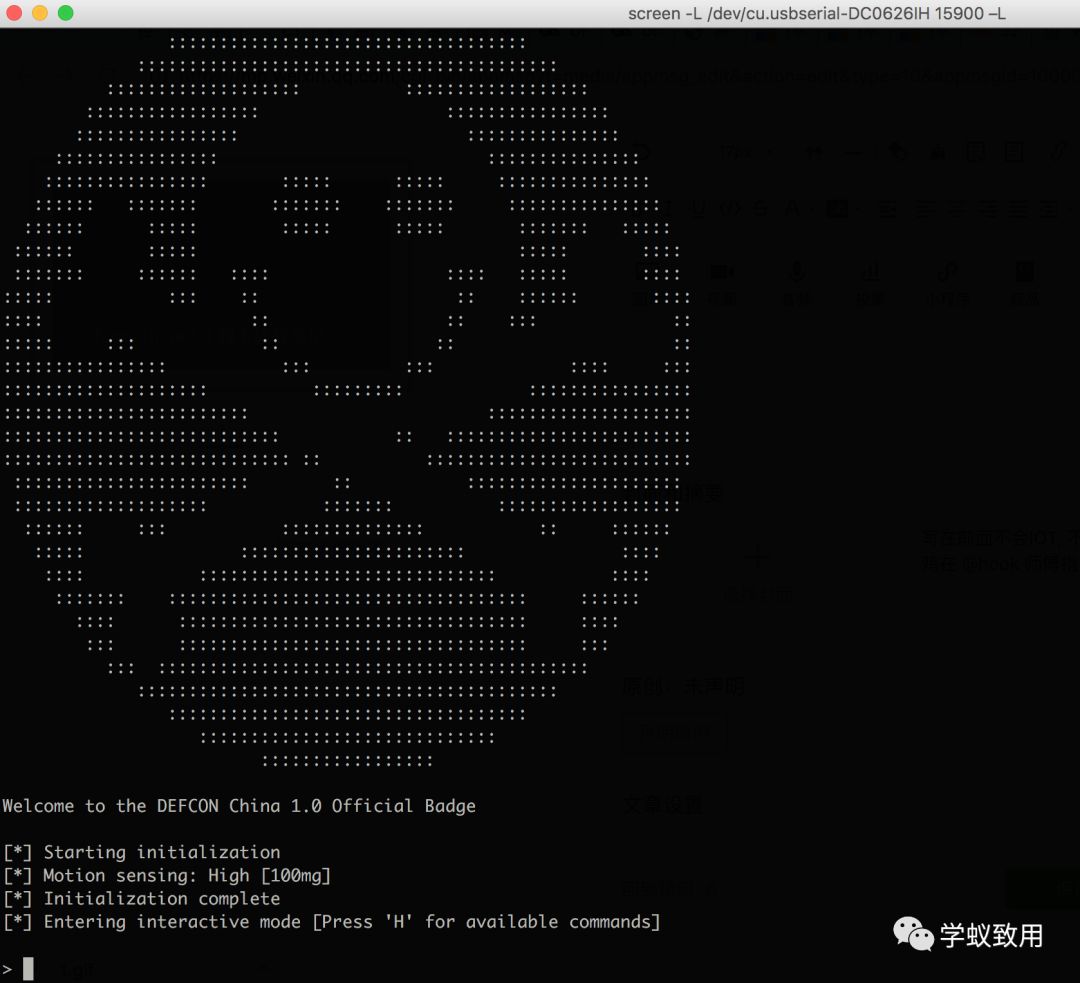 screen -L /dev/cu.usbserial-DC0626IH 15900 –L
Welcome to the DEFCON China 1.0 Official Badge
[*] Starting initialization
[*] Motion sensing: High [100mg]
[*] Initialization complete
[*] Entering interactive mode [Press 'H' for available commands]
>
学蚁致用